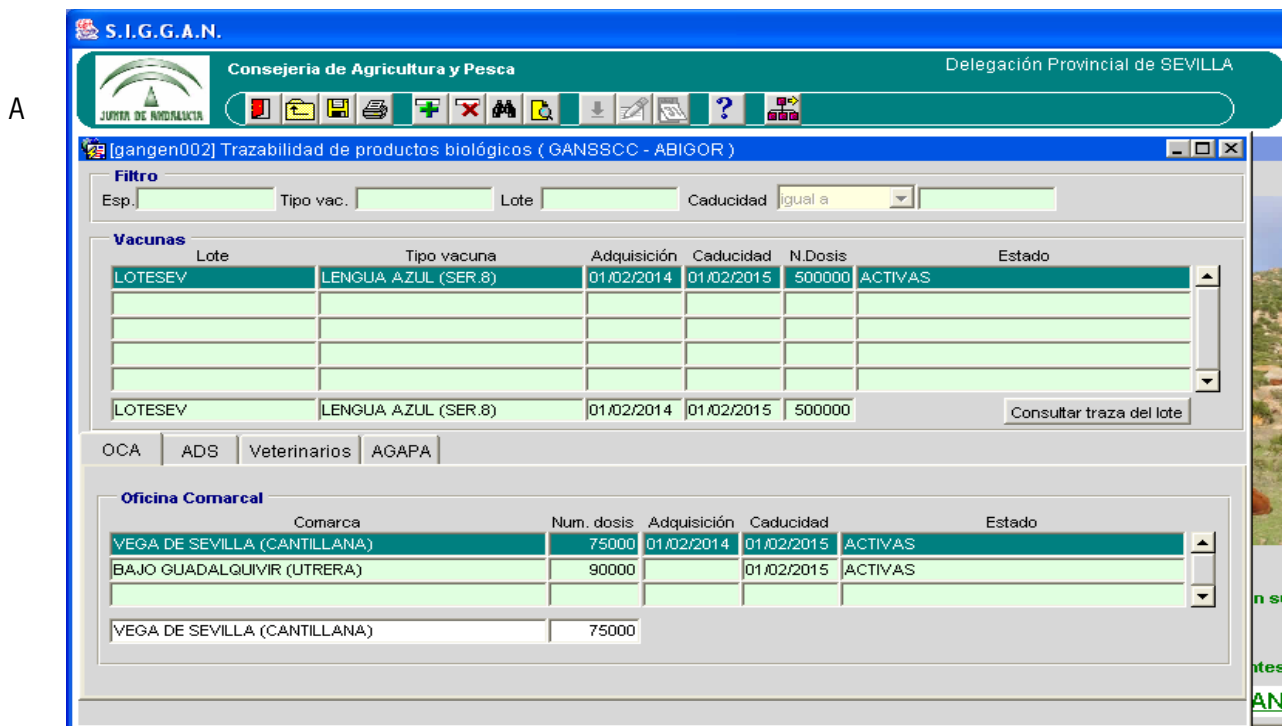 S.I.G.G.A.N.
Consejeria de Agricultura y Pesca
Delegación Provincial de SEVILLA
A
JUNTA DE ANDALUCIA
[gangen002] Trazabilidad de productos biológicos ( GANSSCC - ABIGOR )
Filtro
Esp. Tipo vac. Lote Caducidad igual a
Vacunas
Lote Tipo vacuna Adquisición Caducidad N.Dosis Estado
LOTESEV LENGUA AZUL (SER.8) 01/02/2014 01/02/2015 500000 ACTIVAS
LOTESEV LENGUA AZUL (SER.8) 01/02/2014 01/02/2015 500000 Consultar traza del lote
OCA ADS Veterinarios AGAPA
Oficina Comarcal
Comarca Num. dosis Adquisición Caducidad Estado
VEGA DE SEVILLA (CANTILLANA) 75000 01/02/2014 01/02/2015 ACTIVAS
BAJO GUADALQUIVIR (UTRERA) 90000 01/02/2015 ACTIVAS
VEGA DE SEVILLA (CANTILLANA) 75000